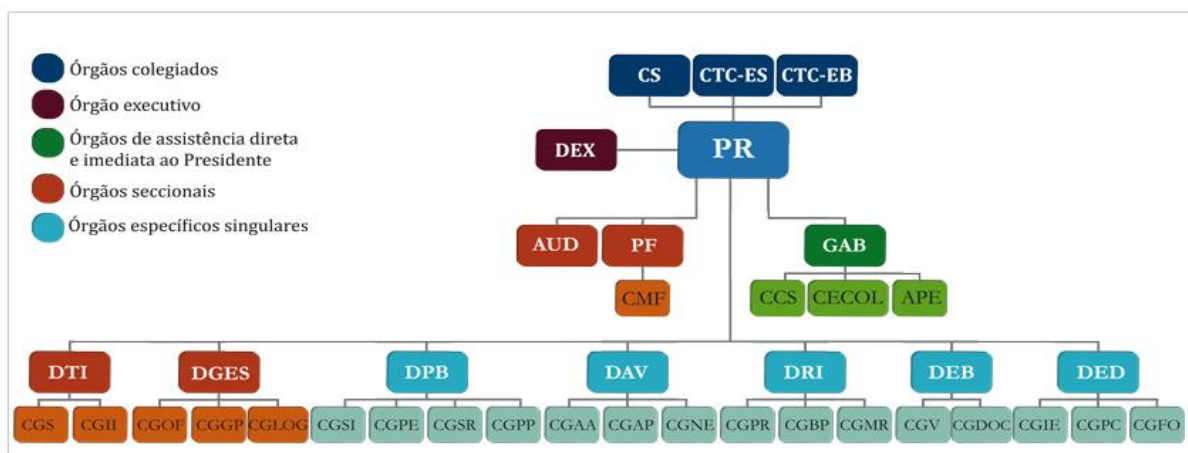 Órgãos colegiados
Órgão executivo
Órgãos de assistência direta
e imediata ao Presidente
Órgãos seccionais
Órgãos específicos singulares
CS CTC-ES CTC-EB
DEX PR
AUD PF GAB
CMF CCS CECOL APE
DTI DGES DPB DAV DRI DEB DED
CGS CGII CGOF CGGP CGLOG CGSI CGPE CGSR CGPP CGAA CGAP CGNE CGPR CGBP CGMR CGV CGDOC CGIE CGPC CGFO